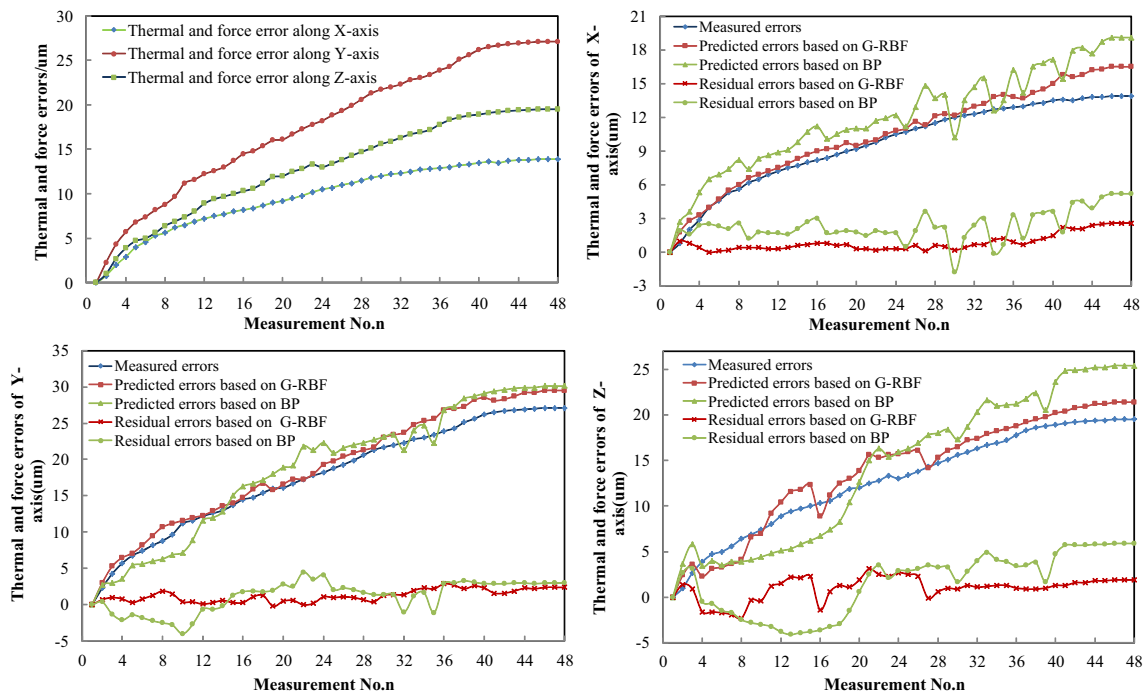 Thermal and force errors/um
30
25
20
15
10
5
0
Thermal and force error along X-axis
Thermal and force error along Y-axis
Thermal and force error along Z-axis
0 4 8 12 16 20 24 28 32 36 40 44 48
Measurement No.n
Thermal and force errors of X-
axis(um)
21
18
15
12
9
6
3
0
-3
Measured errors
Predicted errors based on G-RBF
Predicted errors based on BP
Residual errors based on G-RBF
Residual errors based on BP
0 4 8 12 16 20 24 28 32 36 40 44 48
Measurement No.n
Thermal and force errors of Y-
axis(um)
35
30
25
20
15
10
5
0
-5
Measured errors
Predicted errors based on G-RBF
Predicted errors based on BP
Residual errors based on G-RBF
Residual errors based on BP
0 4 8 12 16 20 24 28 32 36 40 44 48
Measurement No.n
Thermal and force errors of Z-
axis(um)
25
20
15
10
5
0
-5
Measured errors
Predicted errors based on G-RBF
Predicted errors based on BP
Residual errors based on G-RBF
Residual errors based on BP
0 4 8 12 16 20 24 28 32 36 40 44 48
Measurement No.n